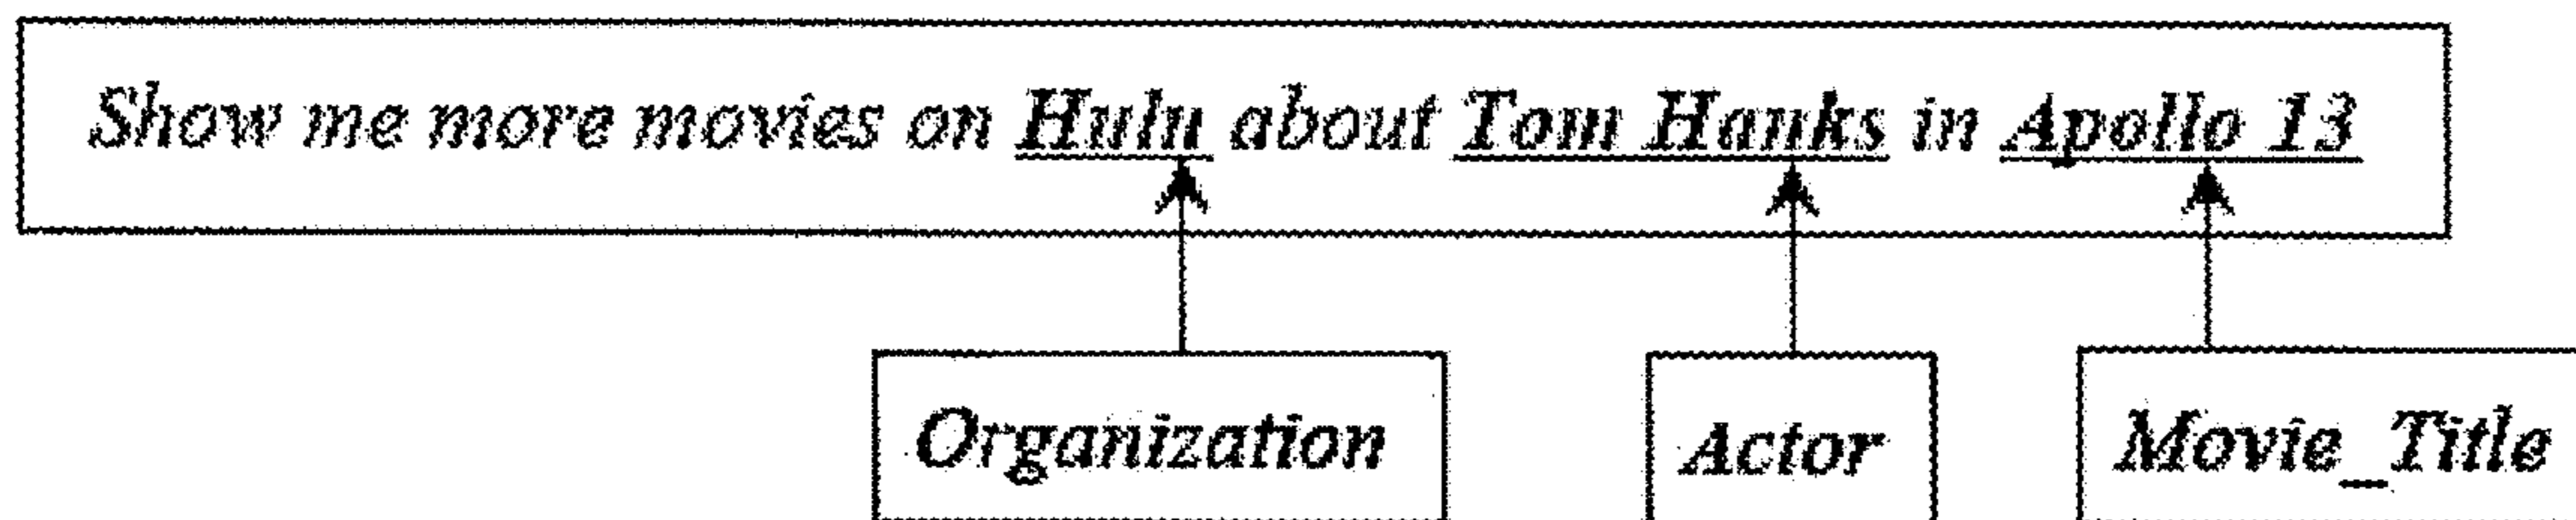 Show me more movies on Hulu about Tom Hanks in Apollo 13
Organization
Actor
Movie_Title